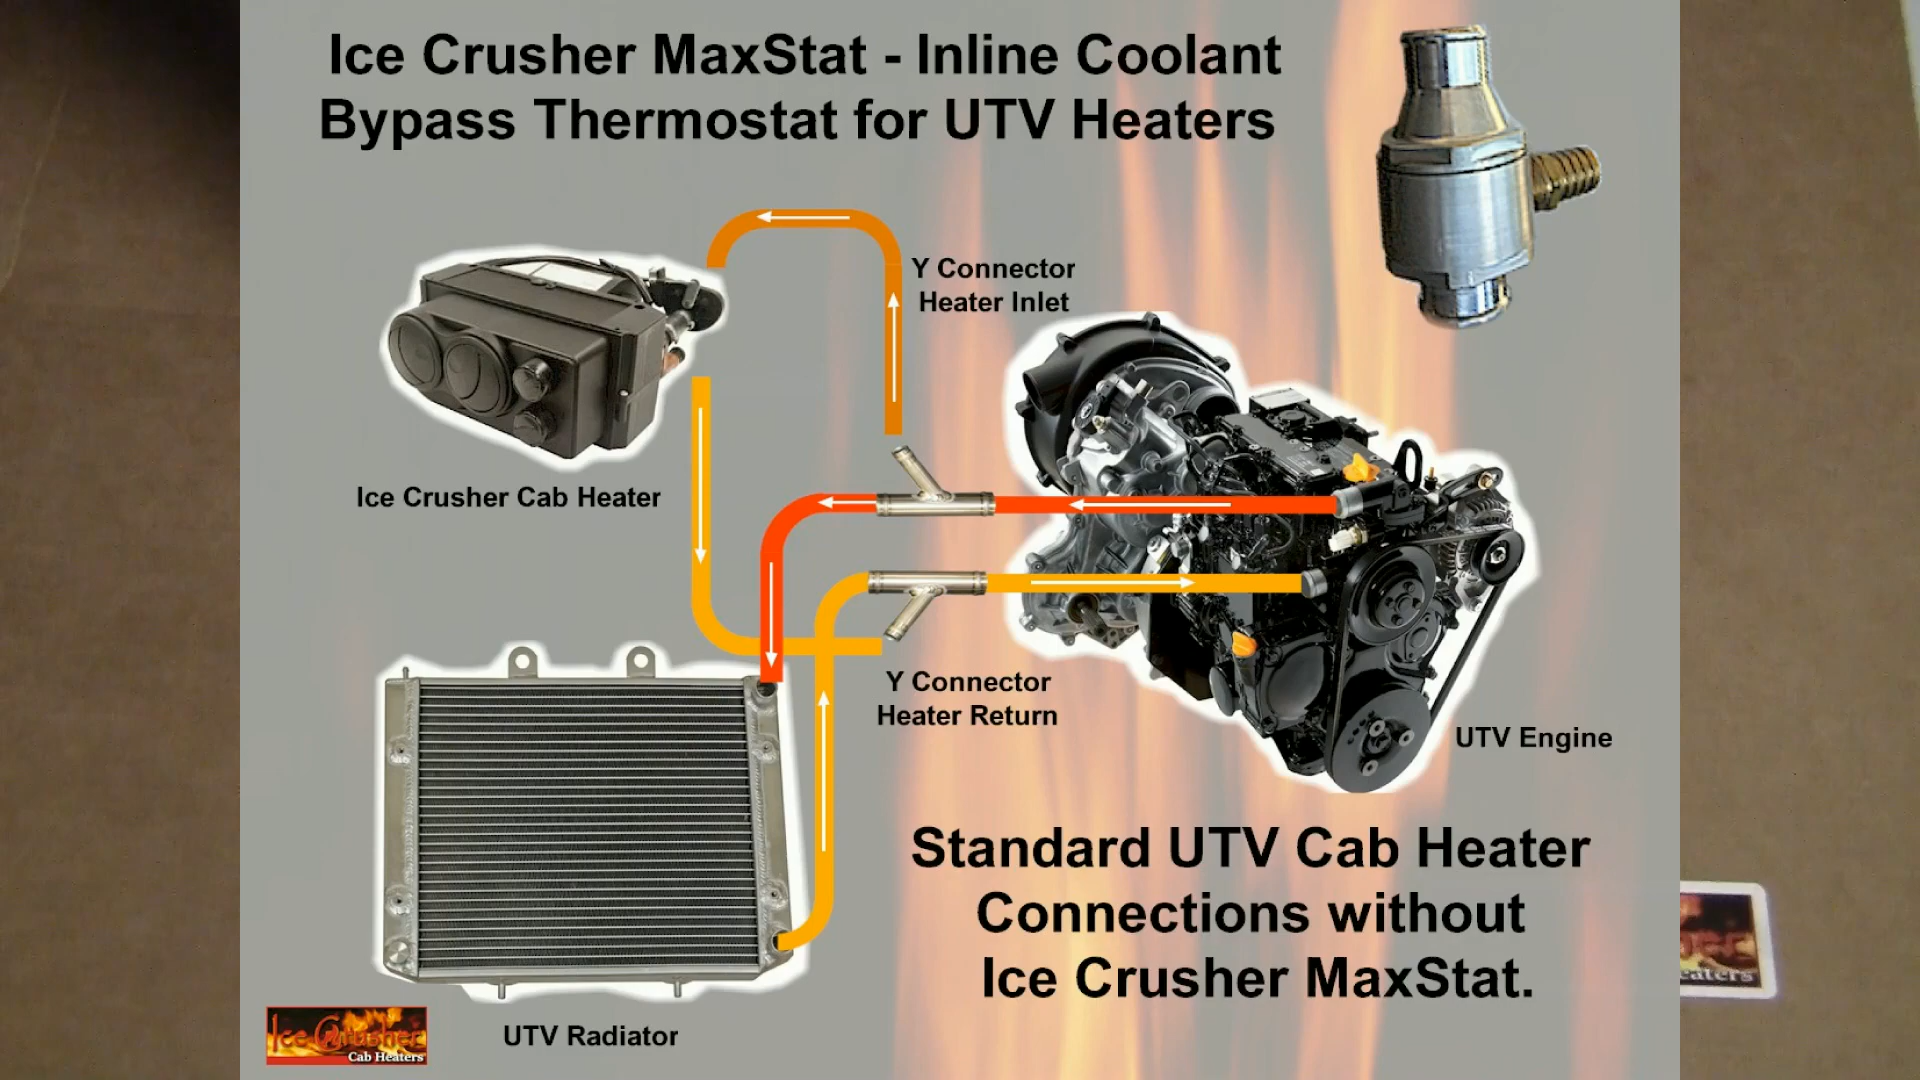 Ice Crusher MaxStat - Inline Coolant
Bypass Thermostat for UTV Heaters
Y Connector
Heater Inlet
Ice Crusher Cab Heater
Y Connector
Heater Return
UTV Engine
Standard UTV Cab Heater
Connections without
Ice Crusher MaxStat.
UTV Radiator
Ice Crusher
Cab Heaters